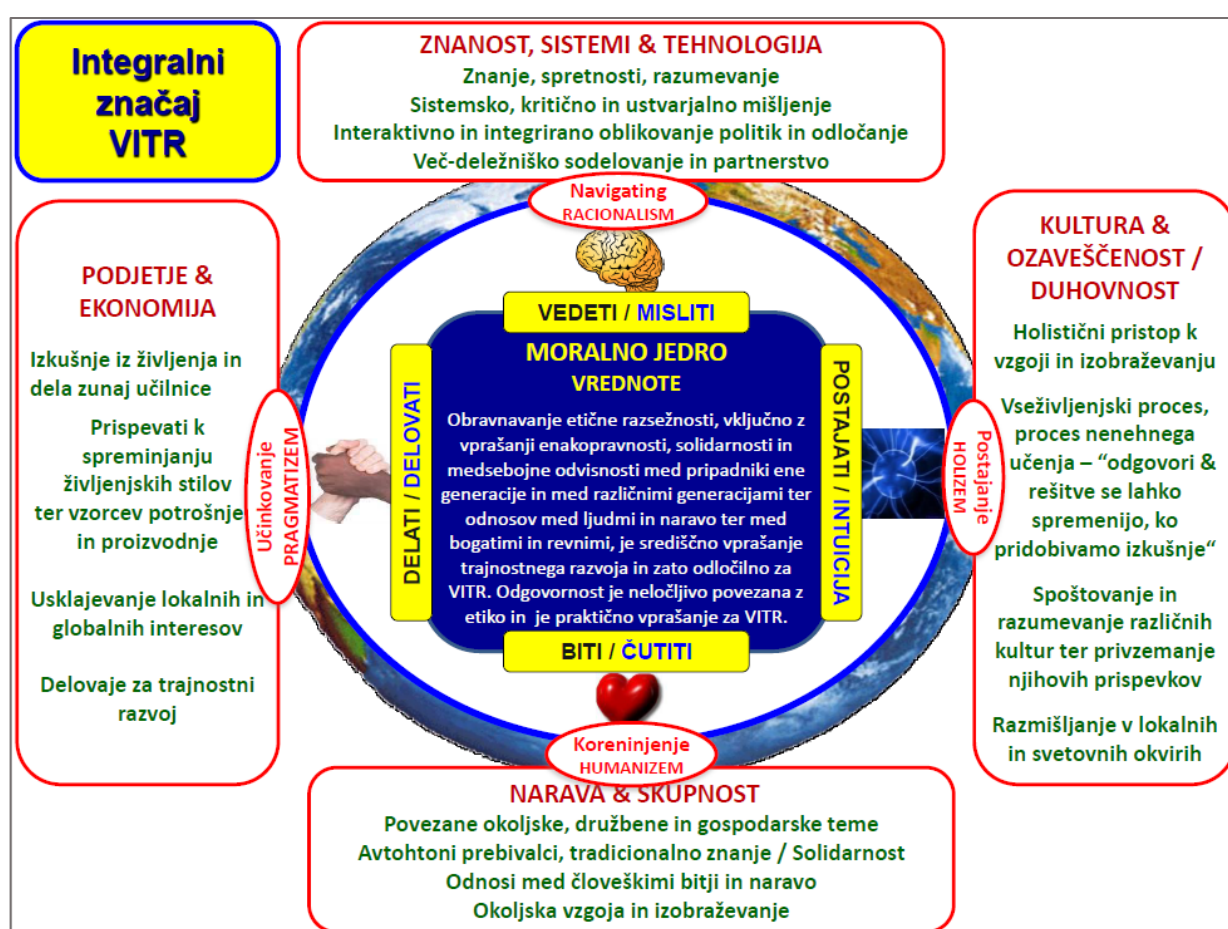 Integralni
značaj
VITR
ZNANOST, SISTEMI & TEHNOLOGIJA
Znanje, spretnosti, razumevanje
Sistemsko, kritično in ustvarjalno mišljenje
Interaktivno in integrirano oblikovanje politik in odločanje
Več-deležniško sodelovanje in partnerstvo
Navigating
RACIONALISM
PODJETJE &
EKONOMIJA
Izkušnje iz življenja in
dela zunaj učilnice
Prispevati k
spreminjanju
življenjskih stilov
ter vzorcev potrošnje
in proizvodnje
Usklajevanje lokalnih in
globalnih interesov
Delovaje za trajnostni
razvoj
Učinkovanje
PRAGMATIZEM
DELATI / DELOVATI
VEDETI / MISLITI
MORALNO JEDRO
VREDNOTE
Obravnavanje etične razsežnosti, vključno z
vprašanji enakopravnosti, solidarnosti in
medsebojne odvisnosti med pripadniki ene
generacije in med različnimi generacijami ter
odnosov med ljudmi in naravo ter med
bogatimi in revnimi, je središčno vprašanje
trajnostnega razvoja in zato odločilno za
VITR. Odgovornost je neločljivo povezana z
etiko in  je praktično vprašanje za VITR.
BITI / ČUTITI
POSTAJATI / INTUICIJA
Postajanje
HOLIZEM
KULTURA &
OZAVEŠČENOST /
DUHOVNOST
Holistični pristop k
vzgoji in izobraževanju
Vseživljenjski proces,
proces nenehnega
učenja – “odgovori &
rešitve se lahko
spremenijo, ko
pridobivamo izkušnje“
Spoštovanje in
razumevanje različnih
kultur ter privzemanje
njihovih prispevkov
Razmišljanje v lokalnih
in svetovnih okvirih
Koreninjenje
HUMANIZEM
NARAVA & SKUPNOST
Povezane okoljske, družbene in gospodarske teme
Avtohtoni prebivalci, tradicionalno znanje / Solidarnost
Odnosi med človeškimi bitji in naravo
Okoljska vzgoja in izobraževanje